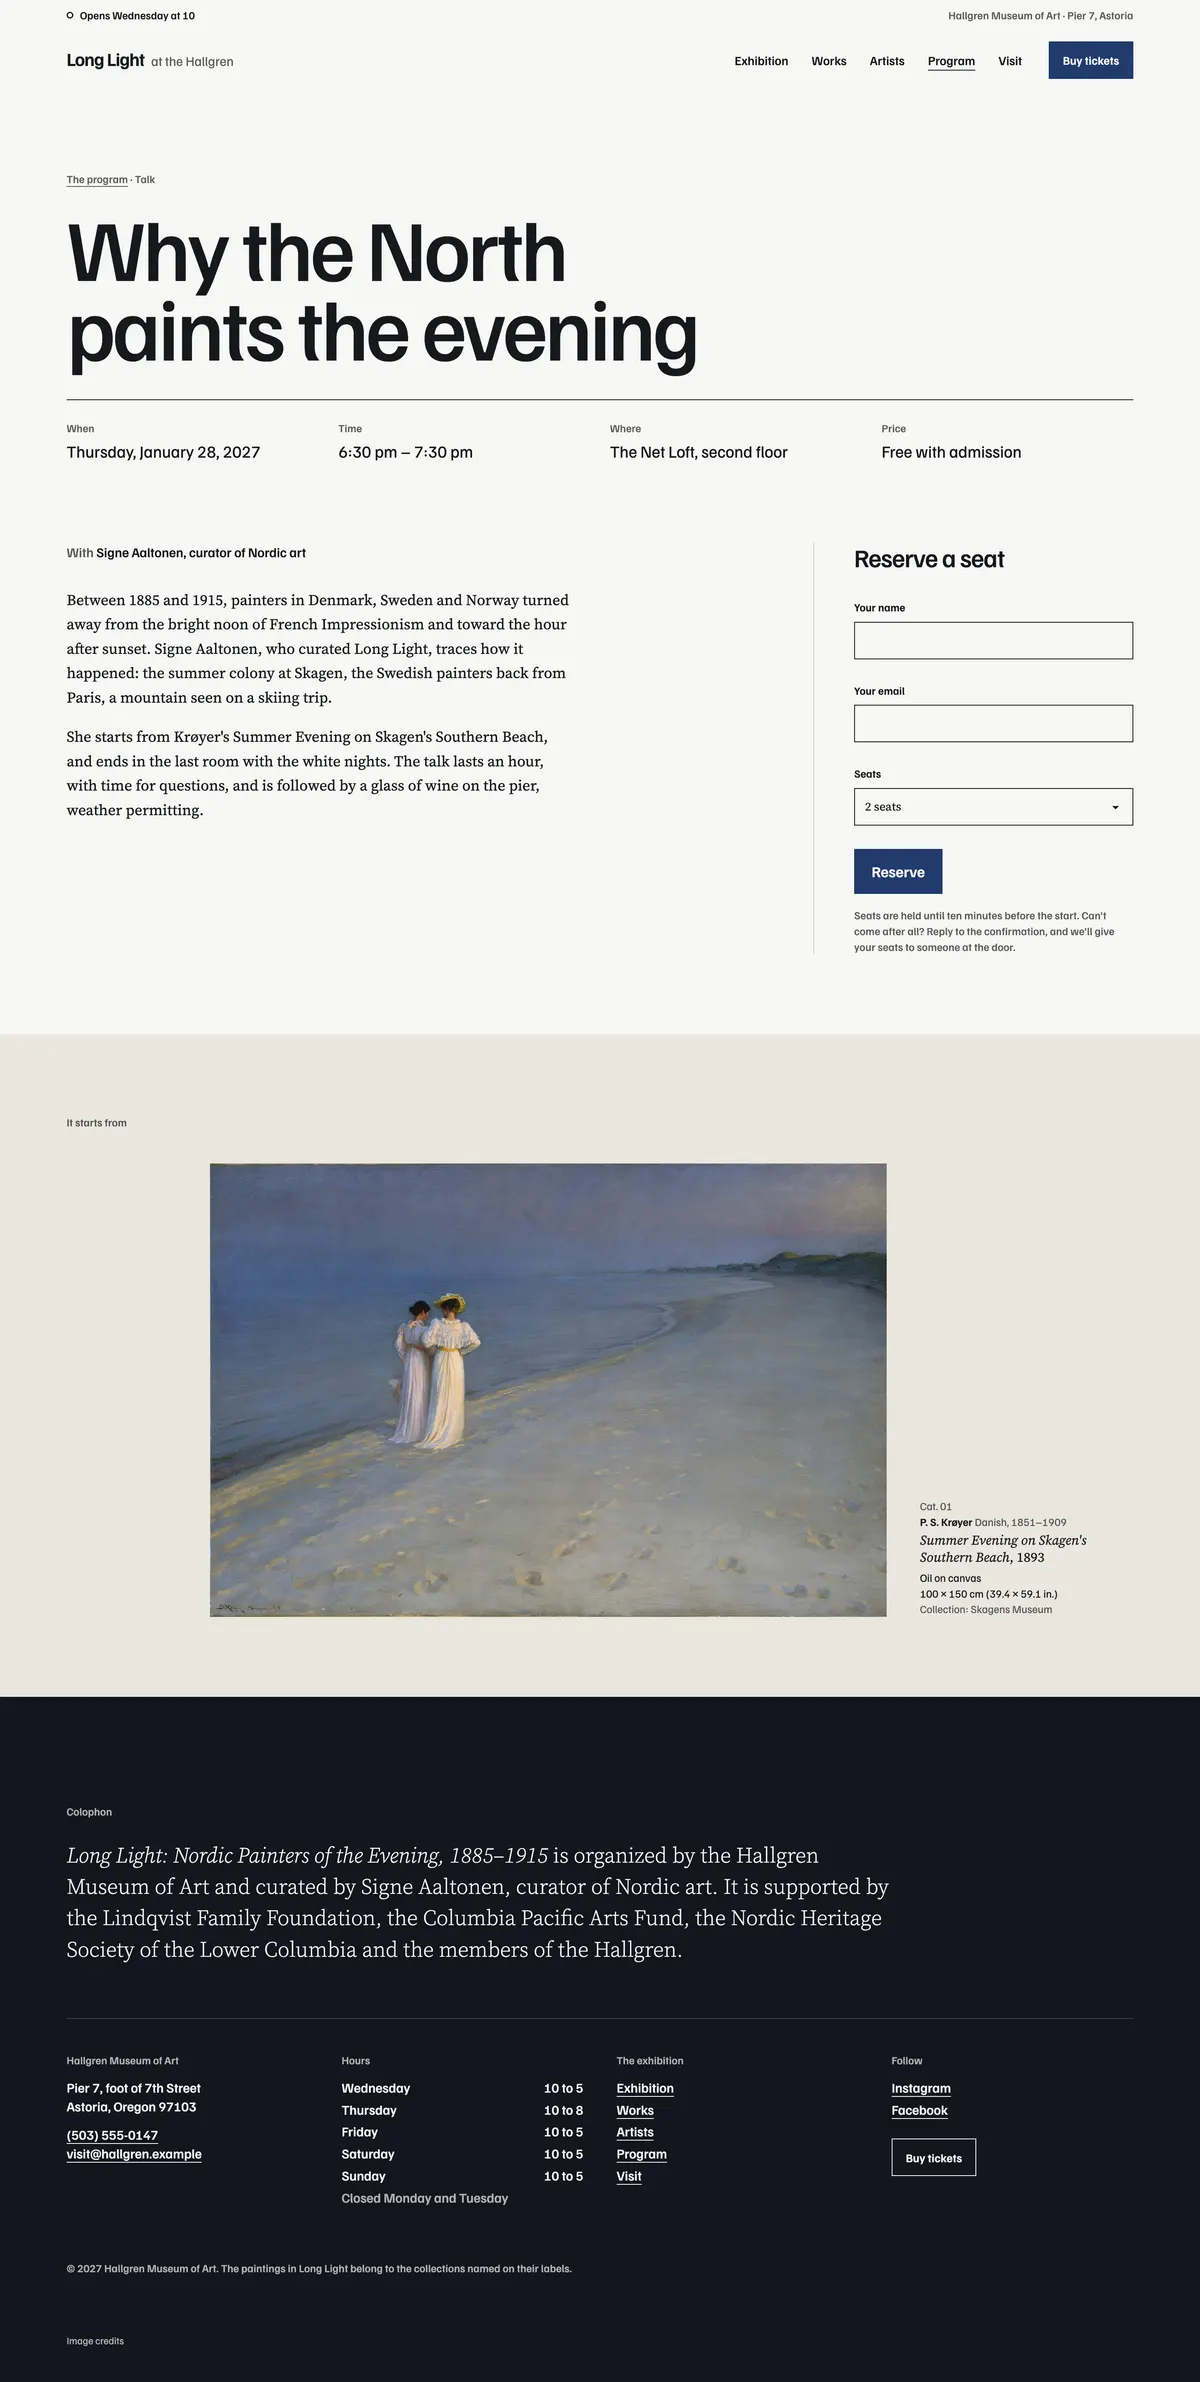 Opens Wednesday at 10
Hallgren Museum of Art · Pier 7, Astoria
Long Light at the Hallgren
Exhibition
Works
Artists
Program
Visit
Buy tickets
The program · Talk
Why the North
paints the evening
When
Thursday, January 28, 2027
Time
6:30 pm – 7:30 pm
Where
The Net Loft, second floor
Price
Free with admission
With Signe Aaltonen, curator of Nordic art
Between 1885 and 1915, painters in Denmark, Sweden and Norway turned
away from the bright noon of French Impressionism and toward the hour
after sunset. Signe Aaltonen, who curated Long Light, traces how it
happened: the summer colony at Skagen, the Swedish painters back from
Paris, a mountain seen on a skiing trip.
She starts from Krøyer's Summer Evening on Skagen's Southern Beach,
and ends in the last room with the white nights. The talk lasts an hour,
with time for questions, and is followed by a glass of wine on the pier,
weather permitting.
Reserve a seat
Your name
Your email
Seats
2 seats
Reserve
Seats are held until ten minutes before the start. Can't
come after all? Reply to the confirmation, and we'll give
your seats to someone at the door.
It starts from
Cat. 01
P. S. Krøyer Danish, 1851–1909
Summer Evening on Skagen's
Southern Beach, 1893
Oil on canvas
100 × 150 cm (39.4 × 59.1 in.)
Collection: Skagens Museum
Colophon
Long Light: Nordic Painters of the Evening, 1885–1915 is organized by the Hallgren
Museum of Art and curated by Signe Aaltonen, curator of Nordic art. It is supported by
the Lindqvist Family Foundation, the Columbia Pacific Arts Fund, the Nordic Heritage
Society of the Lower Columbia and the members of the Hallgren.
Hallgren Museum of Art
Pier 7, foot of 7th Street
Astoria, Oregon 97103
(503) 555-0147
visit@hallgren.example
Hours
Wednesday 10 to 5
Thursday 10 to 8
Friday 10 to 5
Saturday 10 to 5
Sunday 10 to 5
Closed Monday and Tuesday
The exhibition
Exhibition
Works
Artists
Program
Visit
Follow
Instagram
Facebook
Buy tickets
© 2027 Hallgren Museum of Art. The paintings in Long Light belong to the collections named on their labels.
Image credits